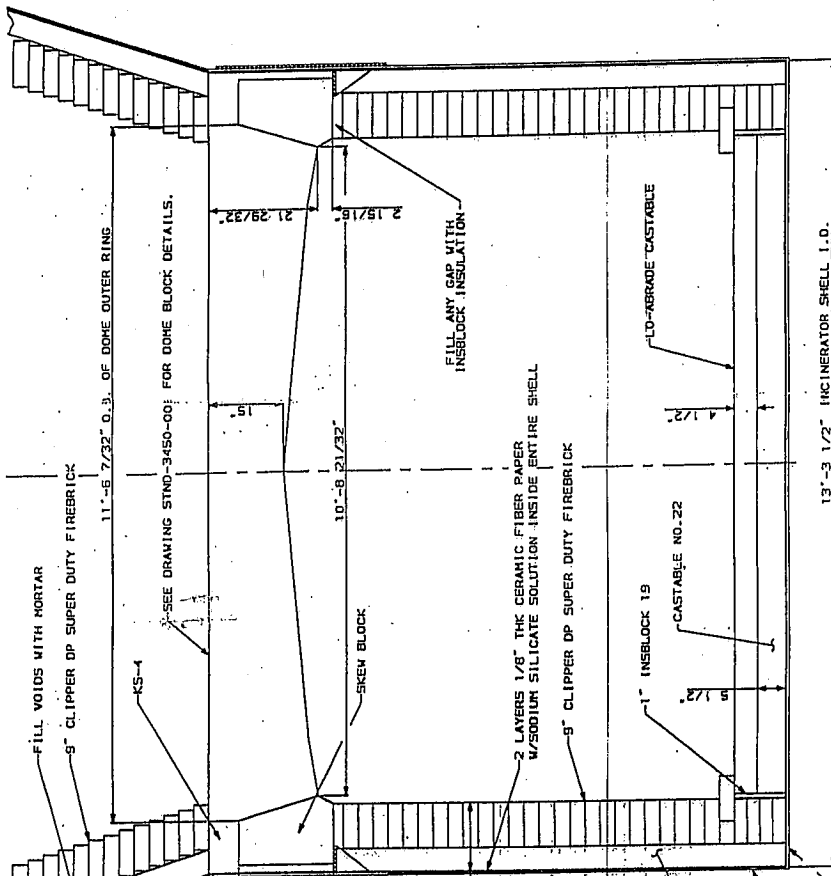 FILL VOIDS WITH MORTAR
9" CLIPPER DP SUPER DUTY FIREBRICK
11'-6 7/32" O.D. OF DOME OUTER RING
SEE DRAWING STND-3450-001 FOR DOME BLOCK DETAILS.
KS-4
15"
21 29/32"
2 15/16"
10'-8 21/32"
SKEW BLOCK
FILL ANY GAP WITH
INSBLOCK INSULATION
2 LAYERS 1/8" THK CERAMIC FIBER PAPER
W/SODIUM SILICATE SOLUTION INSIDE ENTIRE SHELL
9" CLIPPER DP SUPER DUTY FIREBRICK
LO-ABRADE CASTABLE
4 1/2"
1" INSBLOCK 19
CASTABLE NO.22
5 1/2"
13'-3 1/2" INCINERATOR SHELL I.D.